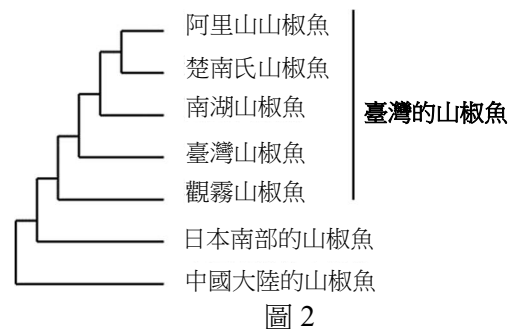 阿里山山椒魚
楚南氏山椒魚
南湖山椒魚
臺灣山椒魚
觀霧山椒魚
臺灣的山椒魚
日本南部的山椒魚
中國大陸的山椒魚
圖 2